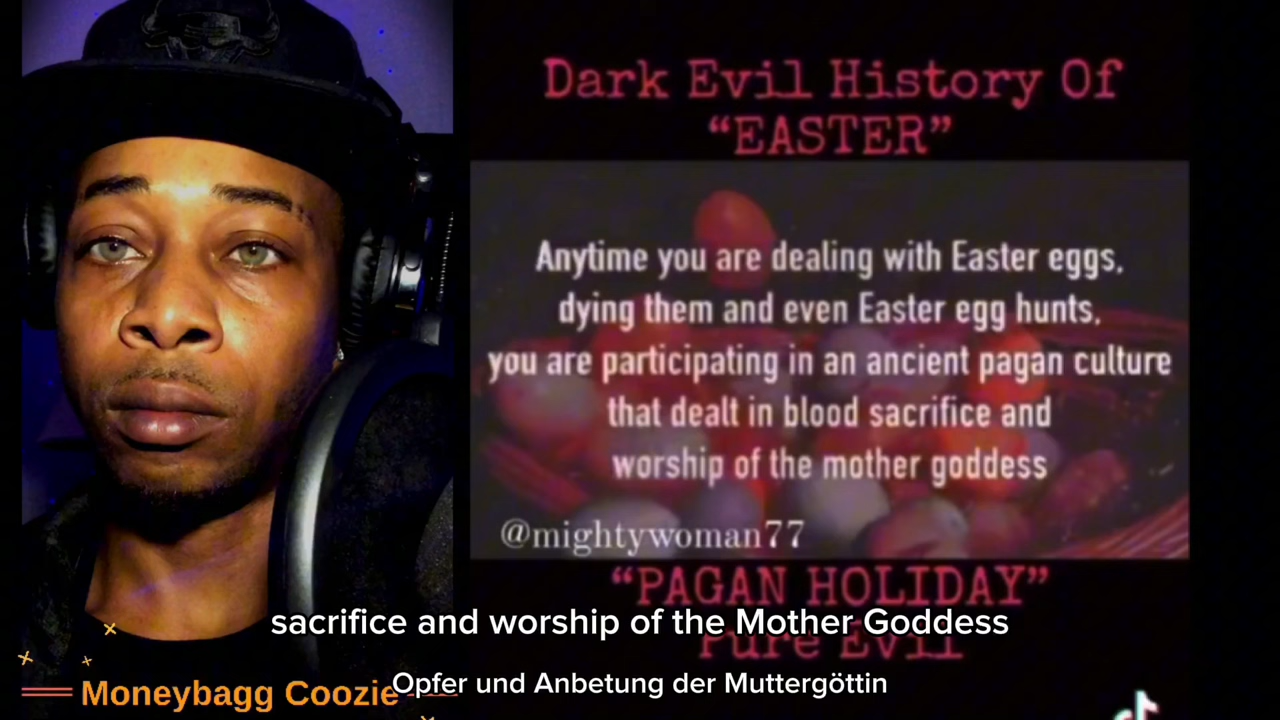 Dark Evil History Of
“EASTER”
Anytime you are dealing with Easter eggs,
dying them and even Easter egg hunts,
you are participating in an ancient pagan culture
that dealt in blood sacrifice and
worship of the mother goddess
@mightywoman77
“PAGAN HOLIDAY”
sacrifice and worship of the Mother Goddess
Pure Evil
Opfer und Anbetung der Muttergöttin
Moneybagg Coozie